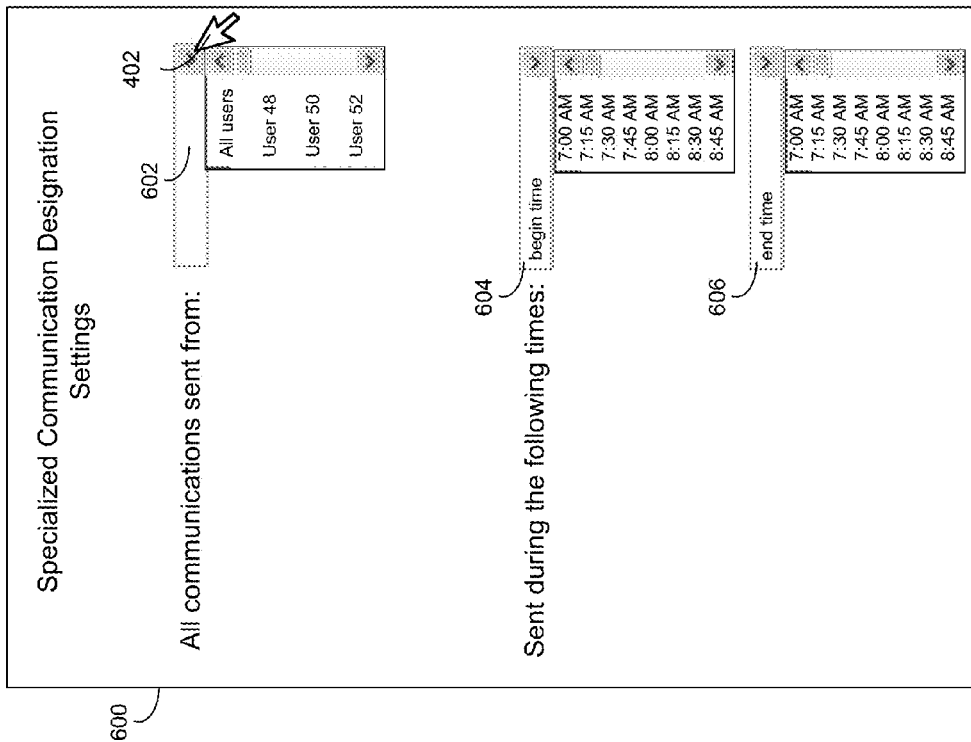 Specialized Communication Designation
Settings
All communications sent from:
602
402
All users
User 48
User 50
User 52
Sent during the following times:
604
begin time
7:00 AM
7:15 AM
7:30 AM
7:45 AM
8:00 AM
8:15 AM
8:30 AM
8:45 AM
606
end time
7:00 AM
7:15 AM
7:30 AM
7:45 AM
8:00 AM
8:15 AM
8:30 AM
8:45 AM
600